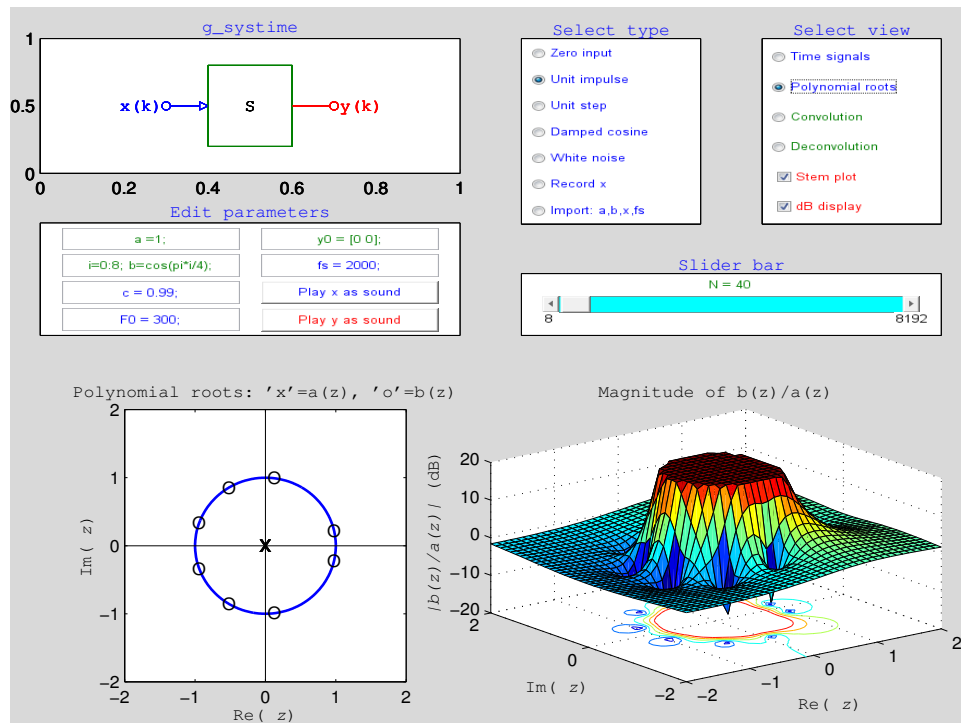 g_systime
1
0.5
0
0
0.2
0.4
0.6
0.8
1
x(k)
S
y(k)
Select type
Zero input
Unit impulse
Unit step
Damped cosine
White noise
Record x
Import: a,b,x,fs
Select view
Time signals
Polynomial roots
Convolution
Deconvolution
Stem plot
dB display
Edit parameters
a =1;
y0 = [0 0];
i=0:8; b=cos(pi*i/4);
fs = 2000;
c = 0.99;
Play x as sound
F0 = 300;
Play y as sound
Slider bar
N = 40
8
8192
Polynomial roots: 'x'=a(z), 'o'=b(z)
2
1
0
−1
−2
−2
−1
0
1
2
Im( z)
Re( z)
Magnitude of b(z)/a(z)
20
10
0
−10
−20
|b(z)/a(z)| (dB)
2
0
−2
Im( z)
−2
−1
0
1
2
Re( z)